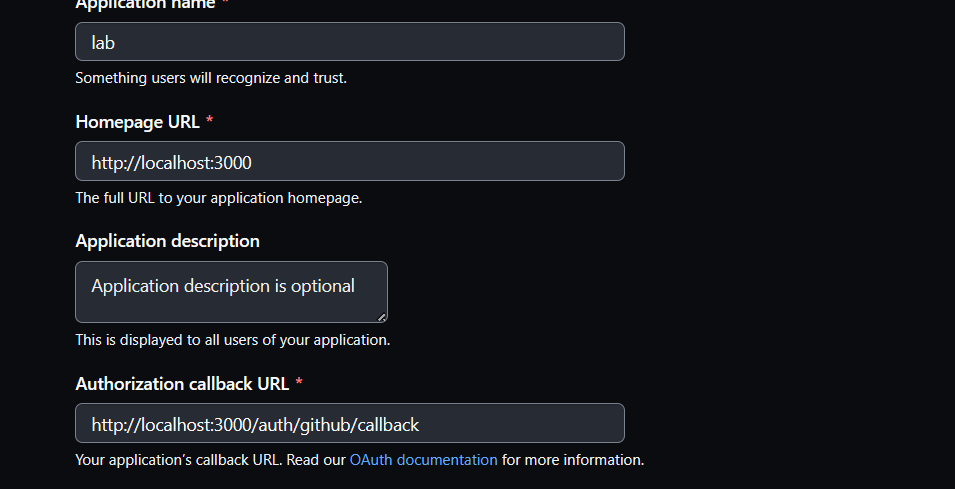 Application name *
lab
Something users will recognize and trust.
Homepage URL *
http://localhost:3000
The full URL to your application homepage.
Application description
Application description is optional
This is displayed to all users of your application.
Authorization callback URL *
http://localhost:3000/auth/github/callback
Your application's callback URL. Read our OAuth documentation for more information.